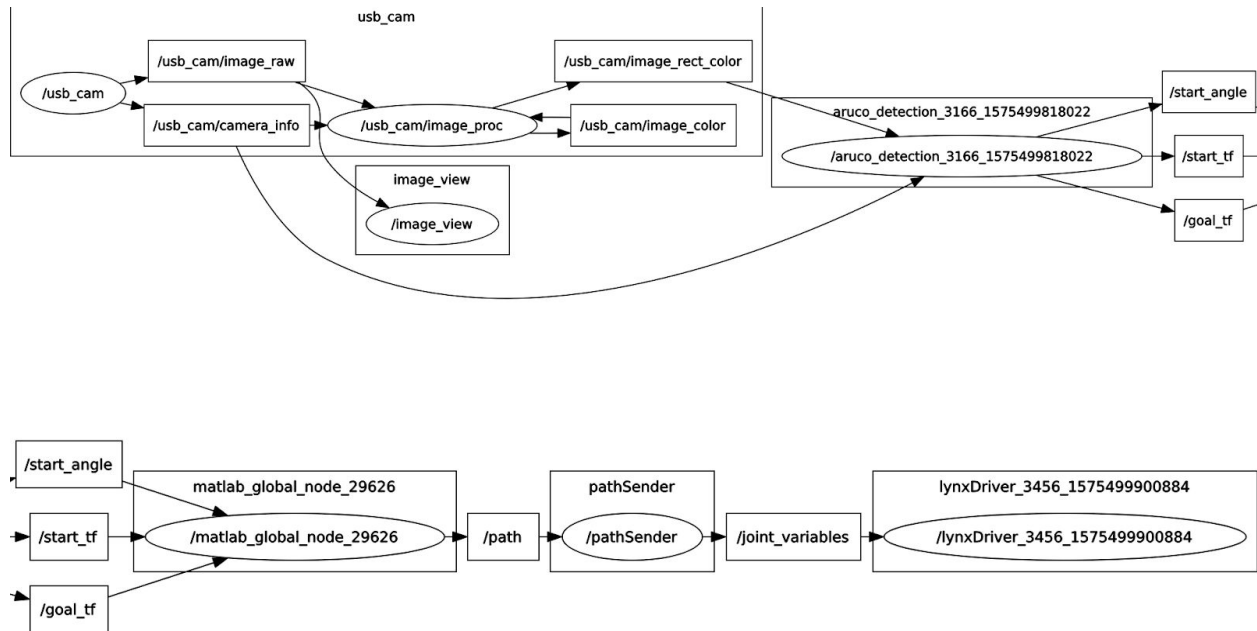 usb_cam
/usb_cam
/usb_cam/image_raw
/usb_cam/camera_info
/usb_cam/image_proc
/usb_cam/image_rect_color
/usb_cam/image_color
image_view
/image_view
aruco_detection_3166_1575499818022
/aruco_detection_3166_1575499818022
/start_angle
/start_tf
/goal_tf
/start_angle
/start_tf
/goal_tf
matlab_global_node_29626
/matlab_global_node_29626
/path
pathSender
/pathSender
/joint_variables
lynxDriver_3456_1575499900884
/lynxDriver_3456_1575499900884